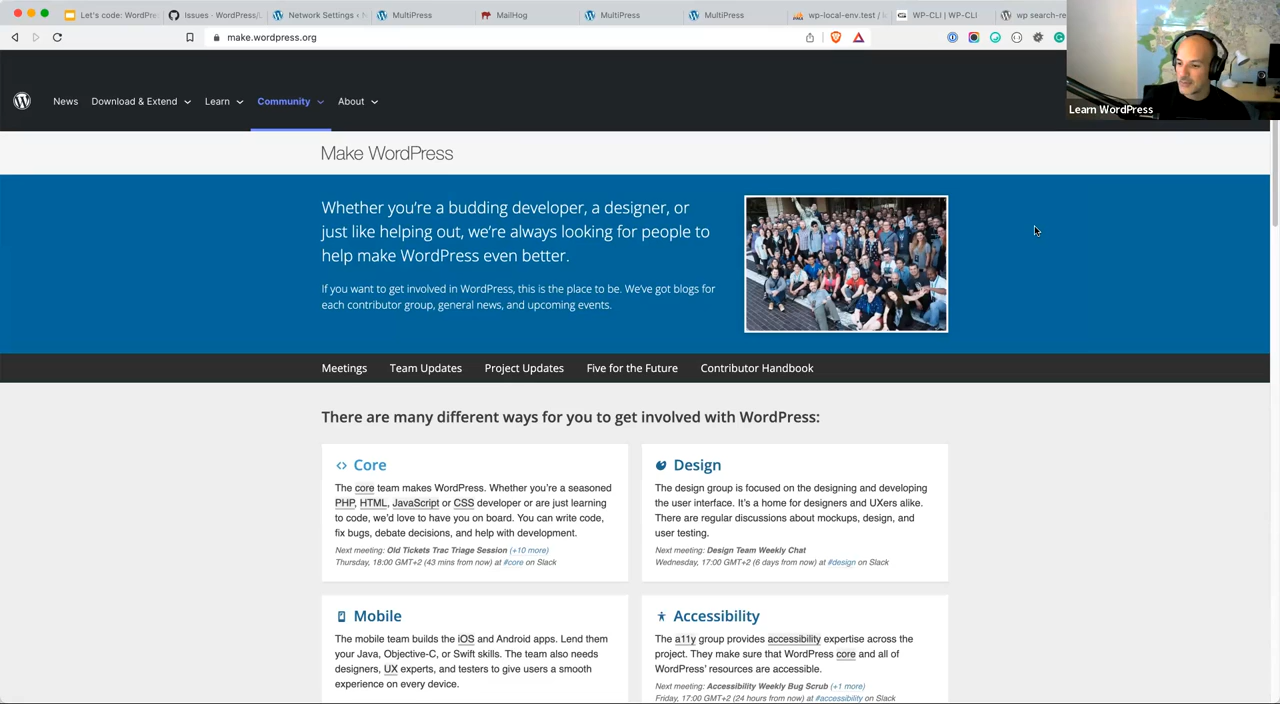 Let's code: WordPre
Issues · WordPress/l
Network Settings ‹ M
MultiPress
MailHog
MultiPress
MultiPress
wp-local-env.test / l
WP-CLI | WP-CLI
wp search-re
make.wordpress.org
Learn WordPress
News
Download & Extend
Learn
Community
About
Make WordPress
Whether you're a budding developer, a designer, or
just like helping out, we're always looking for people to
help make WordPress even better.
If you want to get involved in WordPress, this is the place to be. We've got blogs for
each contributor group, general news, and upcoming events.
Meetings
Team Updates
Project Updates
Five for the Future
Contributor Handbook
There are many different ways for you to get involved with WordPress:
Core
The core team makes WordPress. Whether you're a seasoned
PHP, HTML, JavaScript or CSS developer or are just learning
to code, we'd love to have you on board. You can write code,
fix bugs, debate decisions, and help with development.
Next meeting: Old Tickets Trac Triage Session (+10 more)
Thursday, 18:00 GMT+2 (43 mins from now) at #core on Slack
Design
The design group is focused on the designing and developing
the user interface. It's a home for designers and UXers alike.
There are regular discussions about mockups, design, and
user testing.
Next meeting: Design Team Weekly Chat
Wednesday, 17:00 GMT+2 (6 days from now) at #design on Slack
Mobile
The mobile team builds the iOS and Android apps. Lend them
your Java, Objective-C, or Swift skills. The team also needs
designers, UX experts, and testers to give users a smooth
experience on every device.
Accessibility
The a11y group provides accessibility expertise across the
project. They make sure that WordPress core and all of
WordPress' resources are accessible.
Next meeting: Accessibility Weekly Bug Scrub (+1 more)
Friday, 17:00 GMT+2 (24 hours from now) at #accessibility on Slack